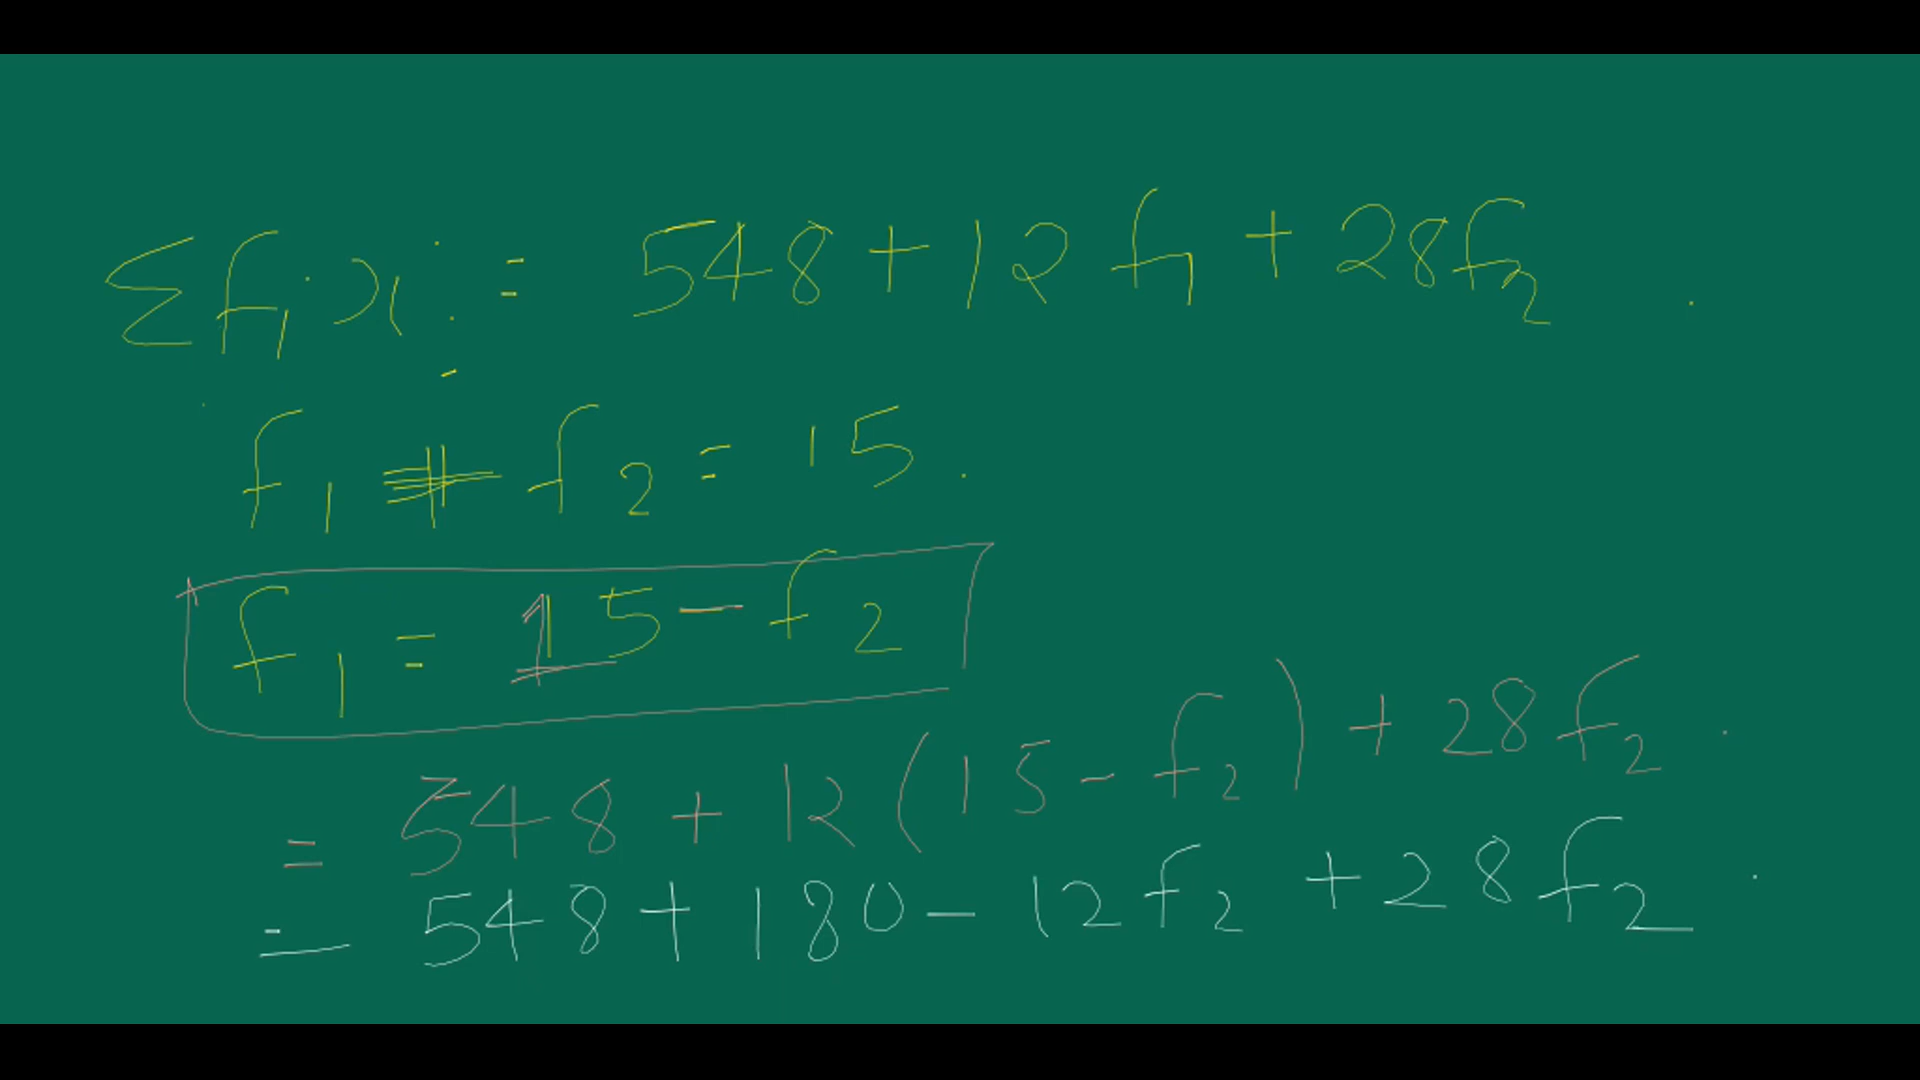 Σfixi = 548 + 12f1 + 28f2
f1 + f2 = 15.
f1 = 15 - f2
= 548 + 12(15 - f2) + 28f2
= 548 + 180 - 12f2 + 28f2